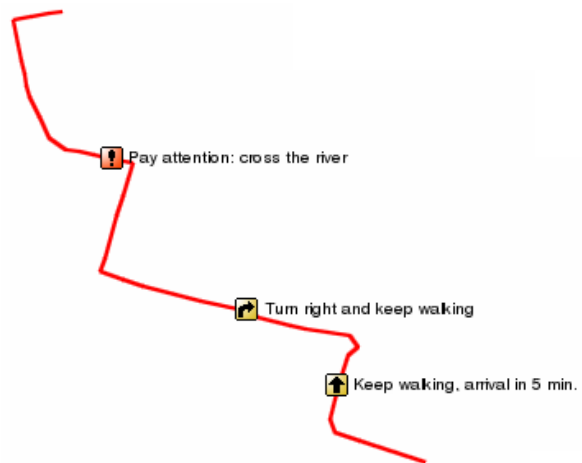 Pay attention: cross the river
Turn right and keep walking
Keep walking, arrival in 5 min.